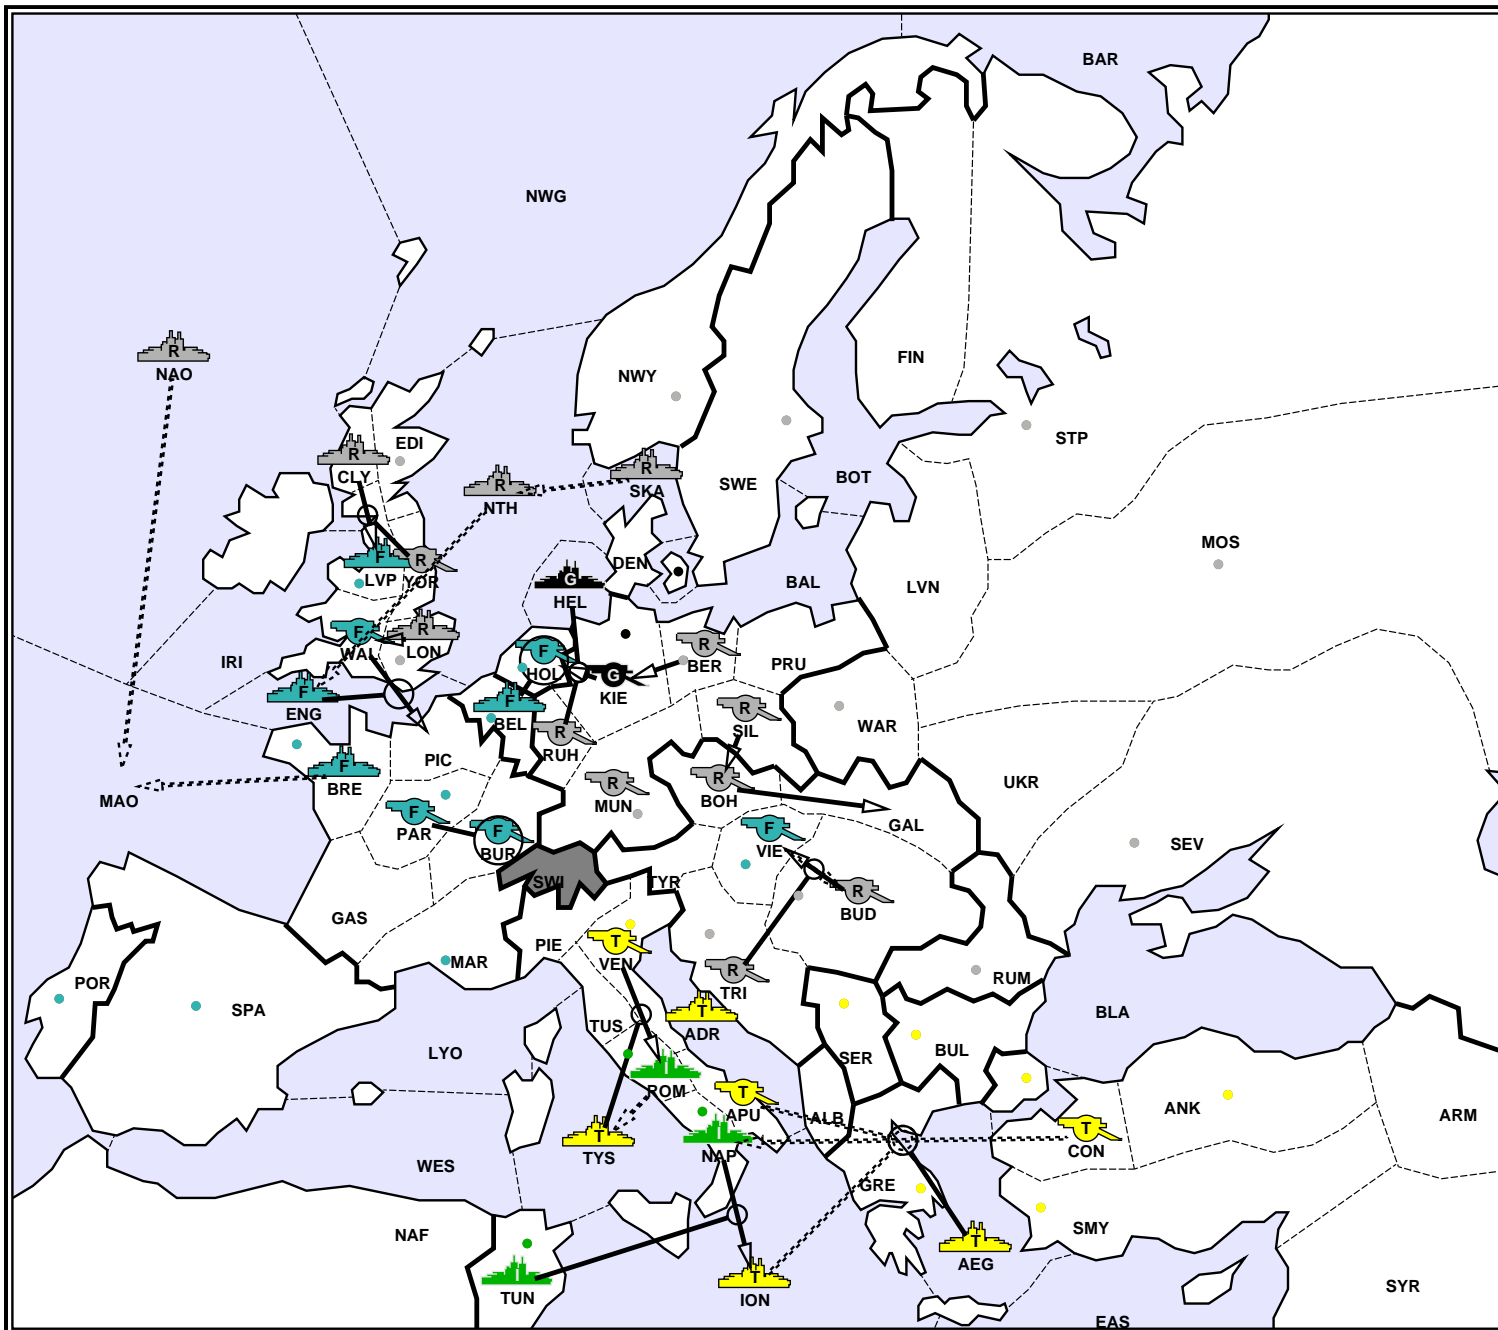 BAR
NWG
R
NAO
FIN
NWY
R
EDI
CLY
STP
R
SKA
R
NTH
SWE
BOT
MOS
F
LVP
R
YOR
DEN
G
HEL
BAL
LVN
F
WAL
R
LON
IRI
F
HOL
G
KIE
R
BER
PRU
F
ENG
F
BEL
R
SIL
WAR
R
RUH
PIC
F
BRE
MAO
R
MUN
R
BOH
UKR
F
PAR
F
BUR
F
VIE
GAL
SEV
SWI
TYR
R
BUD
GAS
T
VEN
PIE
MAR
POR
SPA
R
TRI
RUM
T
ADR
BLA
TUS
LYO
SER
BUL
I
ROM
T
APU
ALB
ANK
ARM
T
TYS
I
NAP
T
CON
WES
GRE
SMY
NAF
T
AEG
I
TUN
T
ION
SYR
EAS